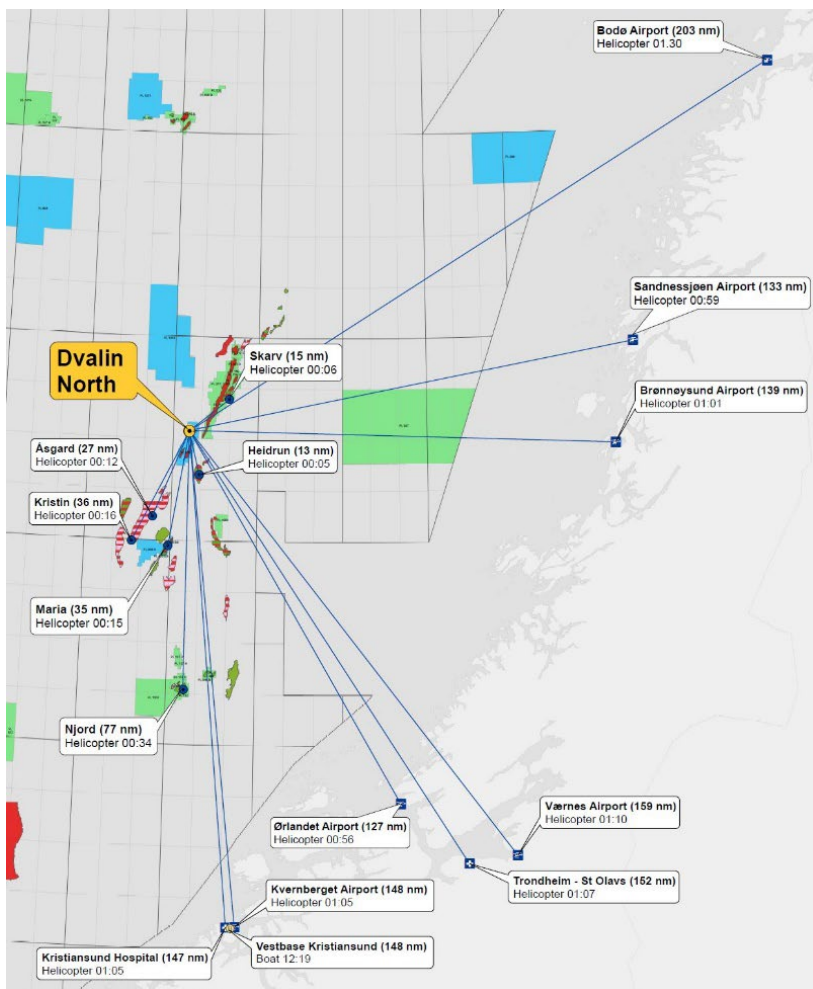 Bodø Airport (203 nm)
Helicopter 01.30
Sandnessjøen Airport (133 nm)
Helicopter 00:59
Dvalin
North
Skarv (15 nm)
Helicopter 00:06
Brønnøysund Airport (139 nm)
Helicopter 01:01
Åsgard (27 nm)
Helicopter 00:12
Heidrun (13 nm)
Helicopter 00:05
Kristin (36 nm)
Helicopter 00:16
Maria (35 nm)
Helicopter 00:15
Njord (77 nm)
Helicopter 00:34
Ørlandet Airport (127 nm)
Helicopter 00:56
Værnes Airport (159 nm)
Helicopter 01:10
Trondheim - St Olavs (152 nm)
Helicopter 01:07
Kvernberget Airport (148 nm)
Helicopter 01:05
Kristiansund Hospital (147 nm)
Helicopter 01:05
Vestbase Kristiansund (148 nm)
Boat 12:19